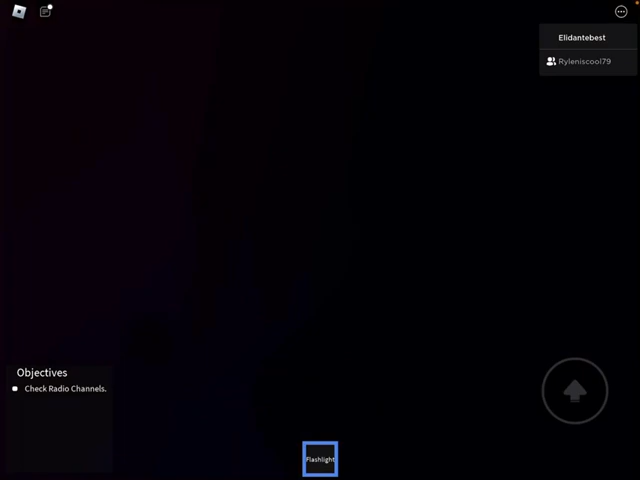 Elidantebest
Ryleniscool79
Objectives
Check Radio Channels.
Flashlight